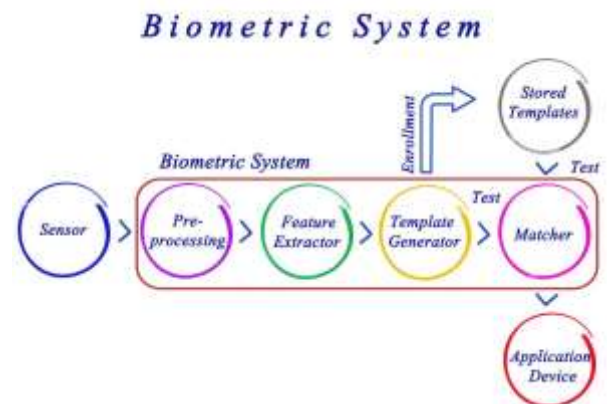 Biometric System
Stored
Templates
Enrollment
Biometric System
Test
Test
Sensor
Pre-
processing
Feature
Extractor
Template
Generator
Matcher
Application
Device